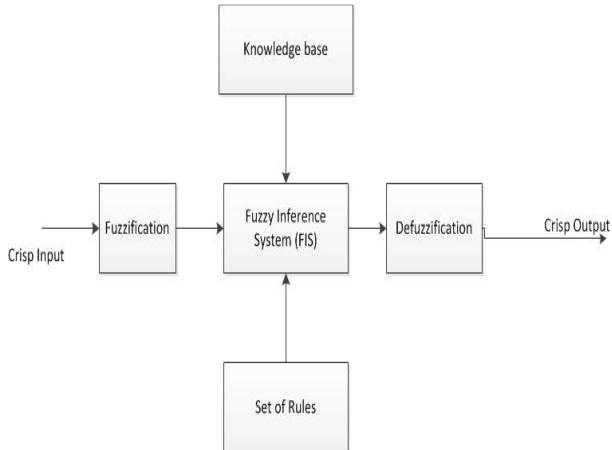 Knowledge base
Fuzzification
Fuzzy Inference
System (FIS)
Defuzzification
Crisp Input
Crisp Output
Set of Rules